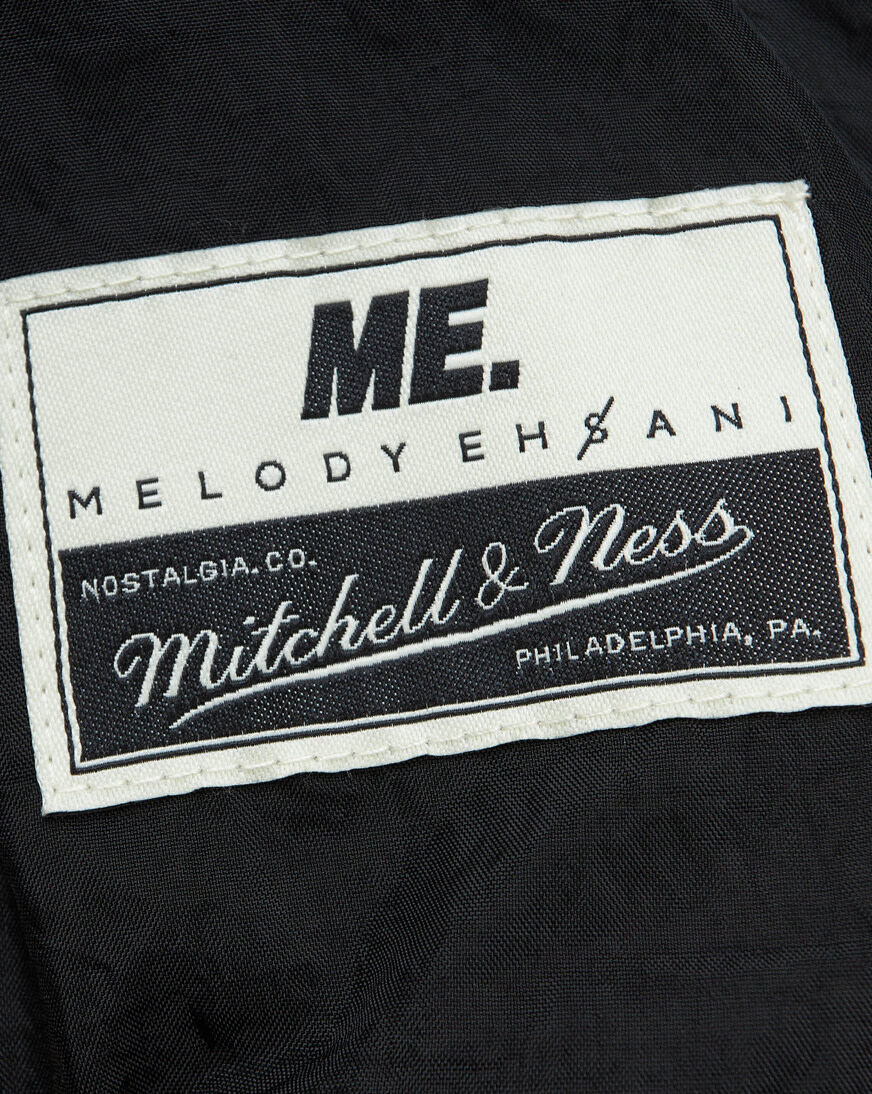 ME.
MELODY EHSANI
NOSTALGIA.CO.
Mitchell & Ness
PHILADELPHIA, PA.